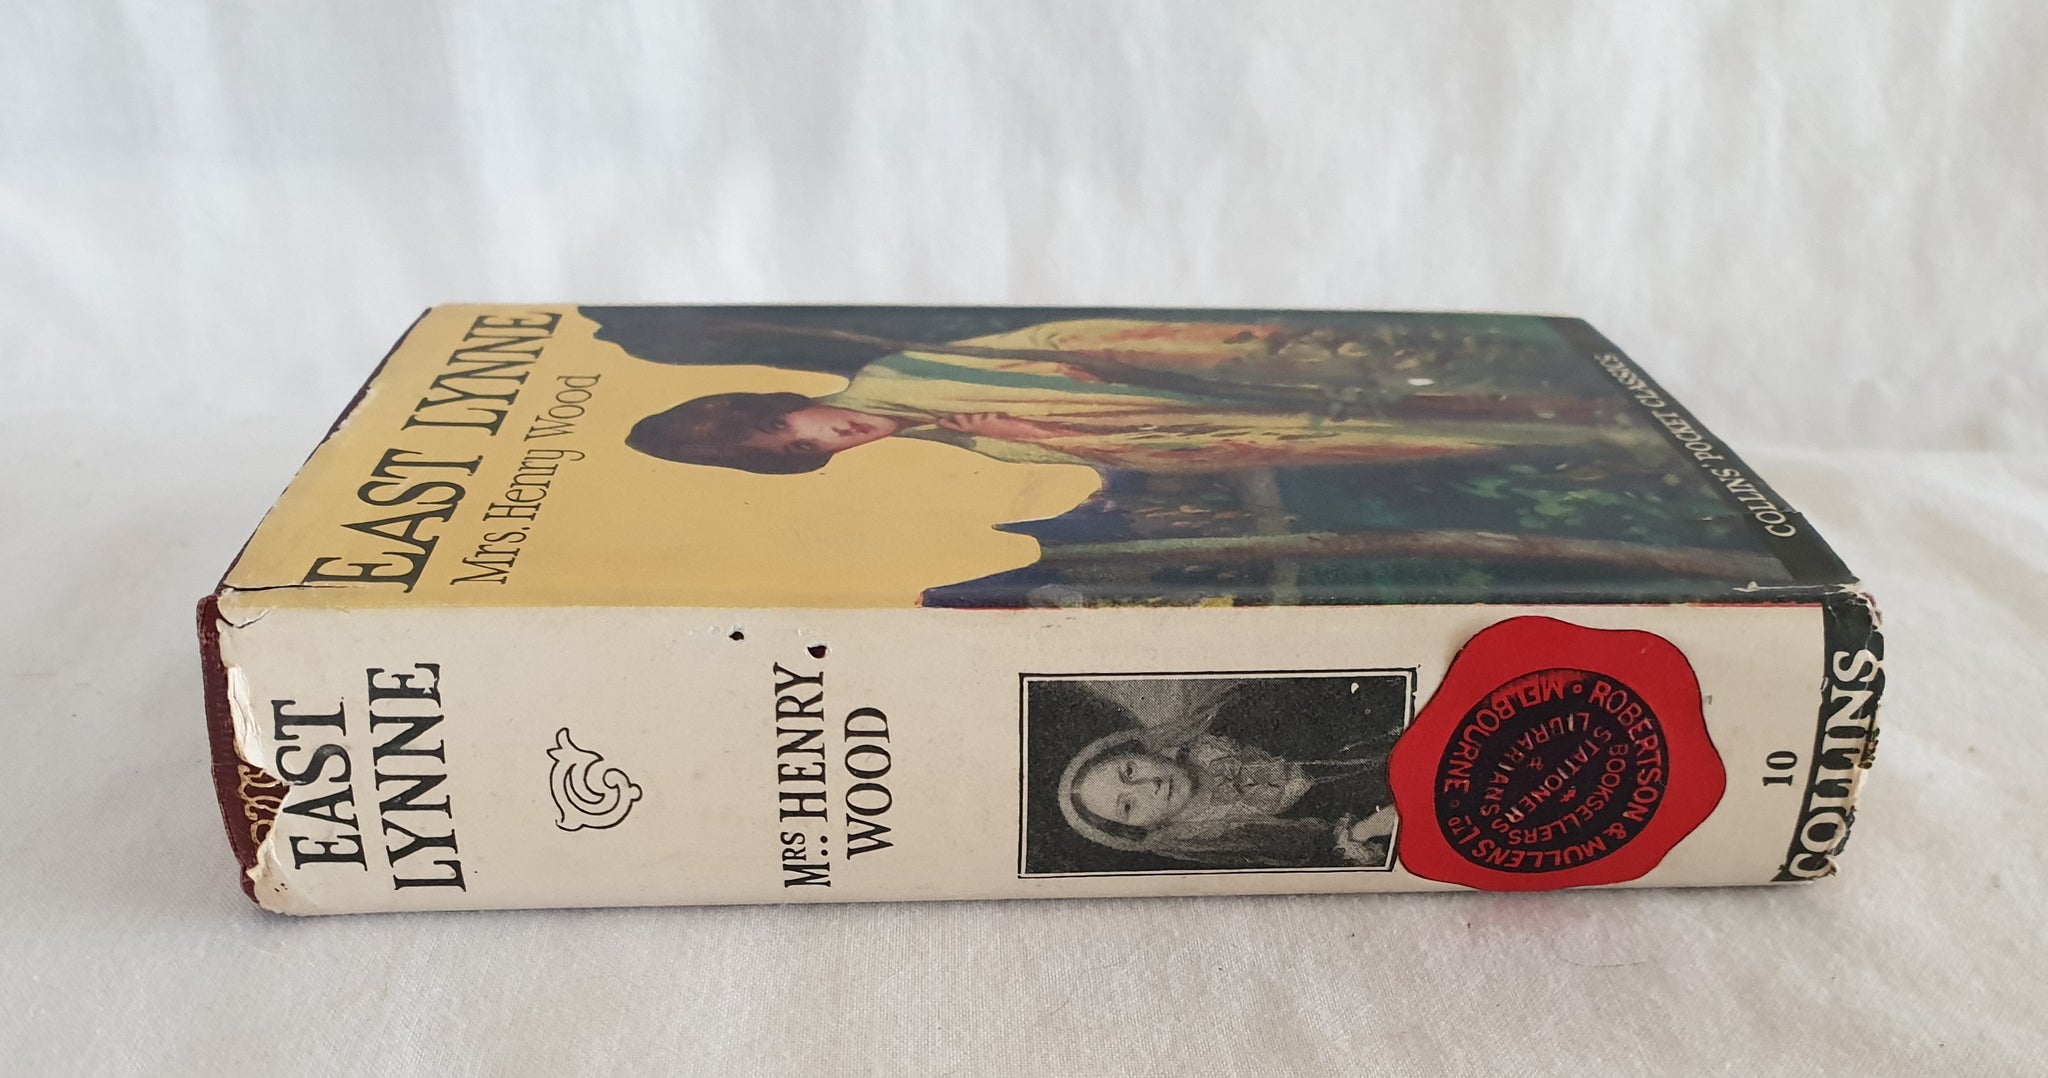 EAST LYNNE
Mrs. Henry Wood
COLLINS' POCKET CLASSICS
EAST
LYNNE
MRS. HENRY
WOOD
ROBERTSON & MULLENS LTD
MELBOURNE
BOOKSELLERS
STATIONERS
& LIBRARIANS
10
COLLINS